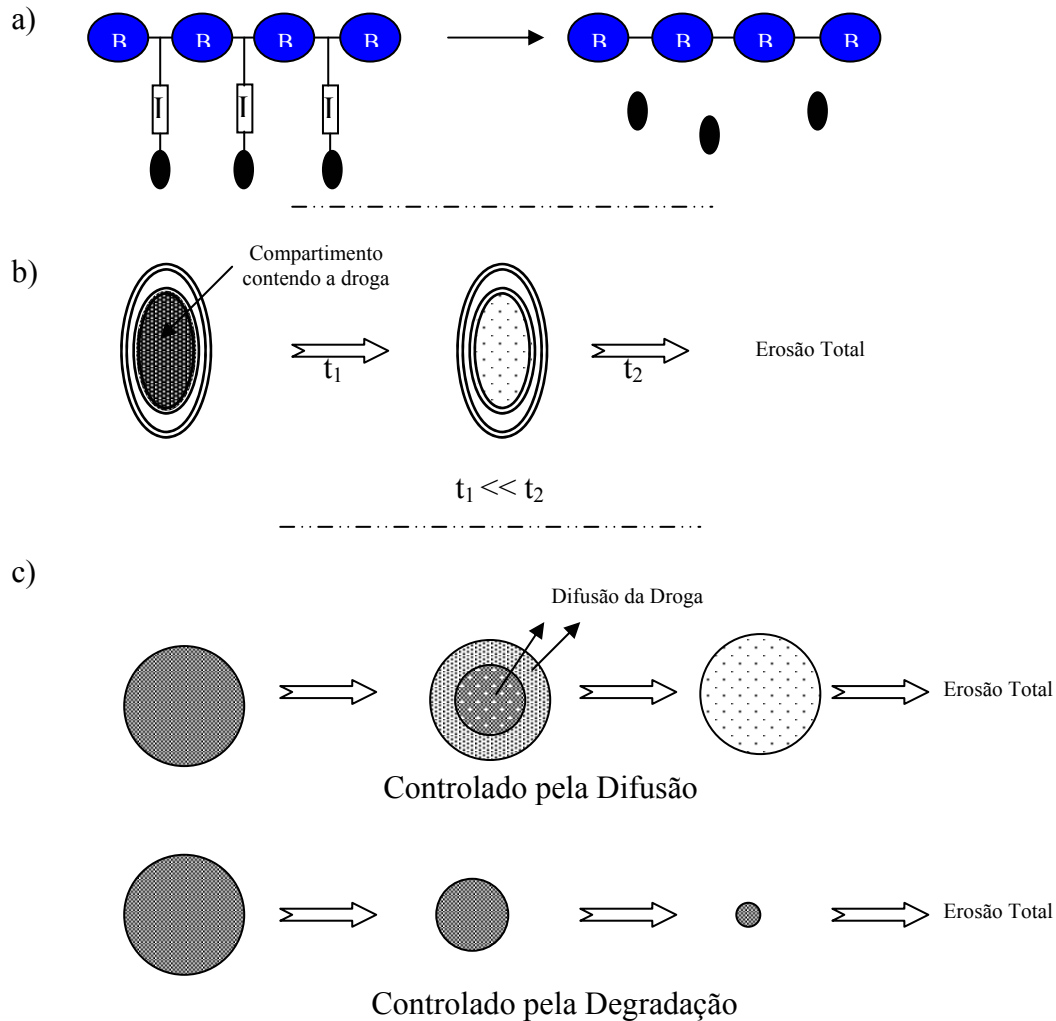 a)
I I I
b)
Compartimento
contendo a droga
t₁
t₂
Erosão Total
t₁ << t₂
c)
Difusão da Droga
Erosão Total
Controlado pela Difusão
Erosão Total
Controlado pela Degradação